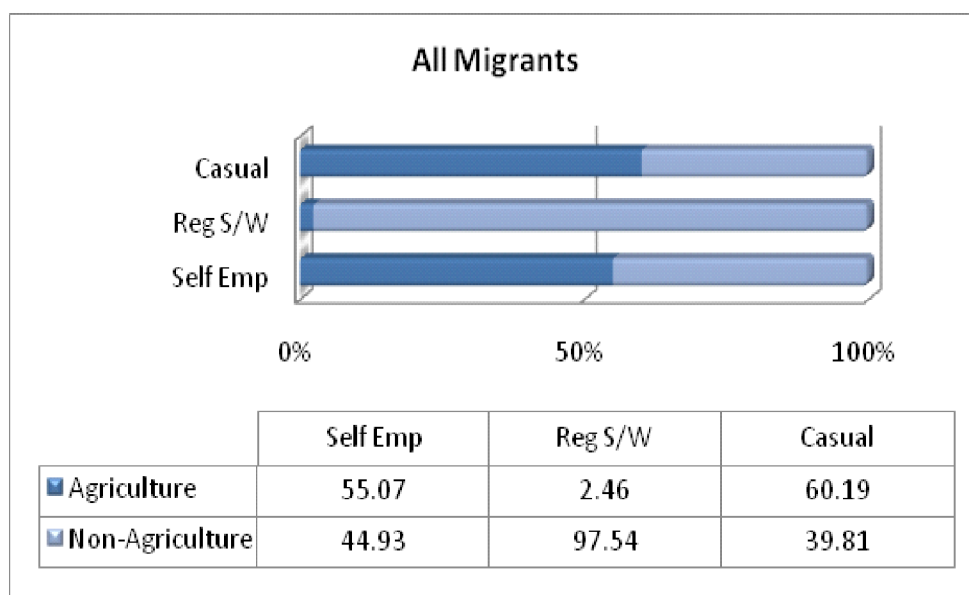 All Migrants
Casual
Reg S/W
Self Emp
0% 50% 100%
Self Emp Reg S/W Casual
Agriculture 55.07 2.46 60.19
Non-Agriculture 44.93 97.54 39.81